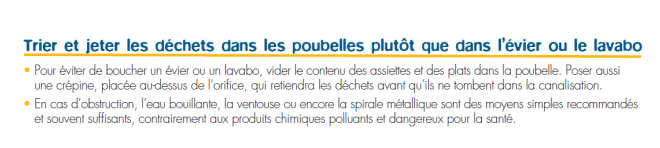 Trier et jeter les déchets dans les poubelles plutôt que dans l'évier ou le lavabo
• Pour éviter de boucher un évier ou un lavabo, vider le contenu des assiettes et des plats dans la poubelle. Poser aussi
une crépine, placée au-dessus de l'orifice, qui retiendra les déchets avant qu'ils ne tombent dans la canalisation.
• En cas d'obstruction, l'eau bouillante, la ventouse ou encore la spirale métallique sont des moyens simples recommandés
et souvent suffisants, contrairement aux produits chimiques polluants et dangereux pour la santé.